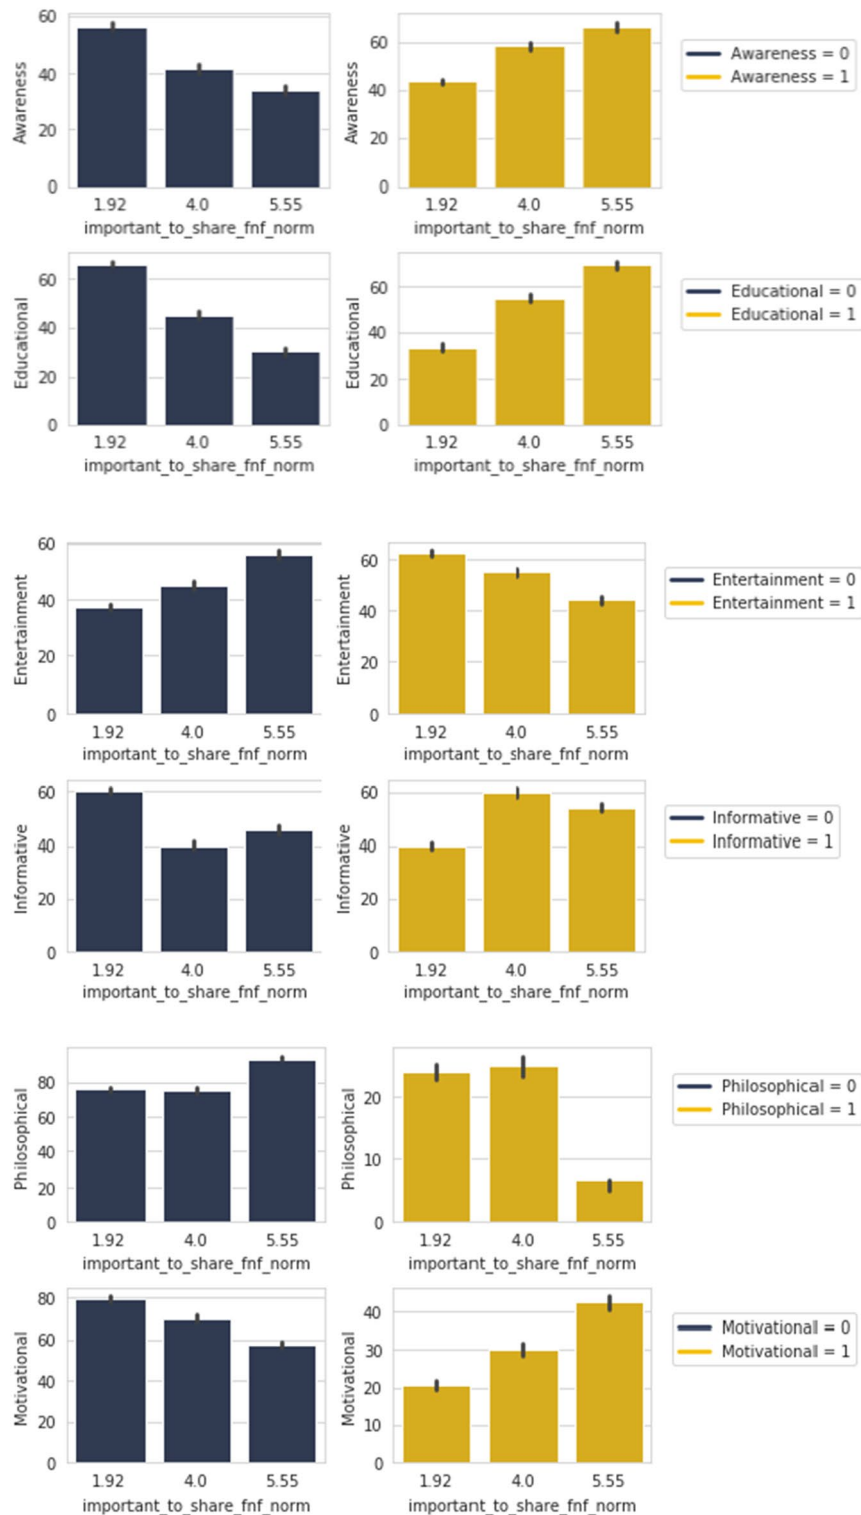 60
40
20
0
Awareness
1.92 4.0 5.55
important_to_share_fnf_norm
60
40
20
0
Awareness
1.92 4.0 5.55
important_to_share_fnf_norm
Awareness = 0
Awareness = 1
60
40
20
0
Educational
1.92 4.0 5.55
important_to_share_fnf_norm
60
40
20
0
Educational
1.92 4.0 5.55
important_to_share_fnf_norm
Educational = 0
Educational = 1
60
40
20
0
Entertainment
1.92 4.0 5.55
important_to_share_fnf_norm
60
40
20
0
Entertainment
1.92 4.0 5.55
important_to_share_fnf_norm
Entertainment = 0
Entertainment = 1
60
40
20
0
Informative
1.92 4.0 5.55
important_to_share_fnf_norm
60
40
20
0
Informative
1.92 4.0 5.55
important_to_share_fnf_norm
Informative = 0
Informative = 1
80
60
40
20
0
Philosophical
1.92 4.0 5.55
important_to_share_fnf_norm
20
10
0
Philosophical
1.92 4.0 5.55
important_to_share_fnf_norm
Philosophical = 0
Philosophical = 1
80
60
40
20
0
Motivational
1.92 4.0 5.55
important_to_share_fnf_norm
40
30
20
10
0
Motivational
1.92 4.0 5.55
important_to_share_fnf_norm
Motivational = 0
Motivational = 1